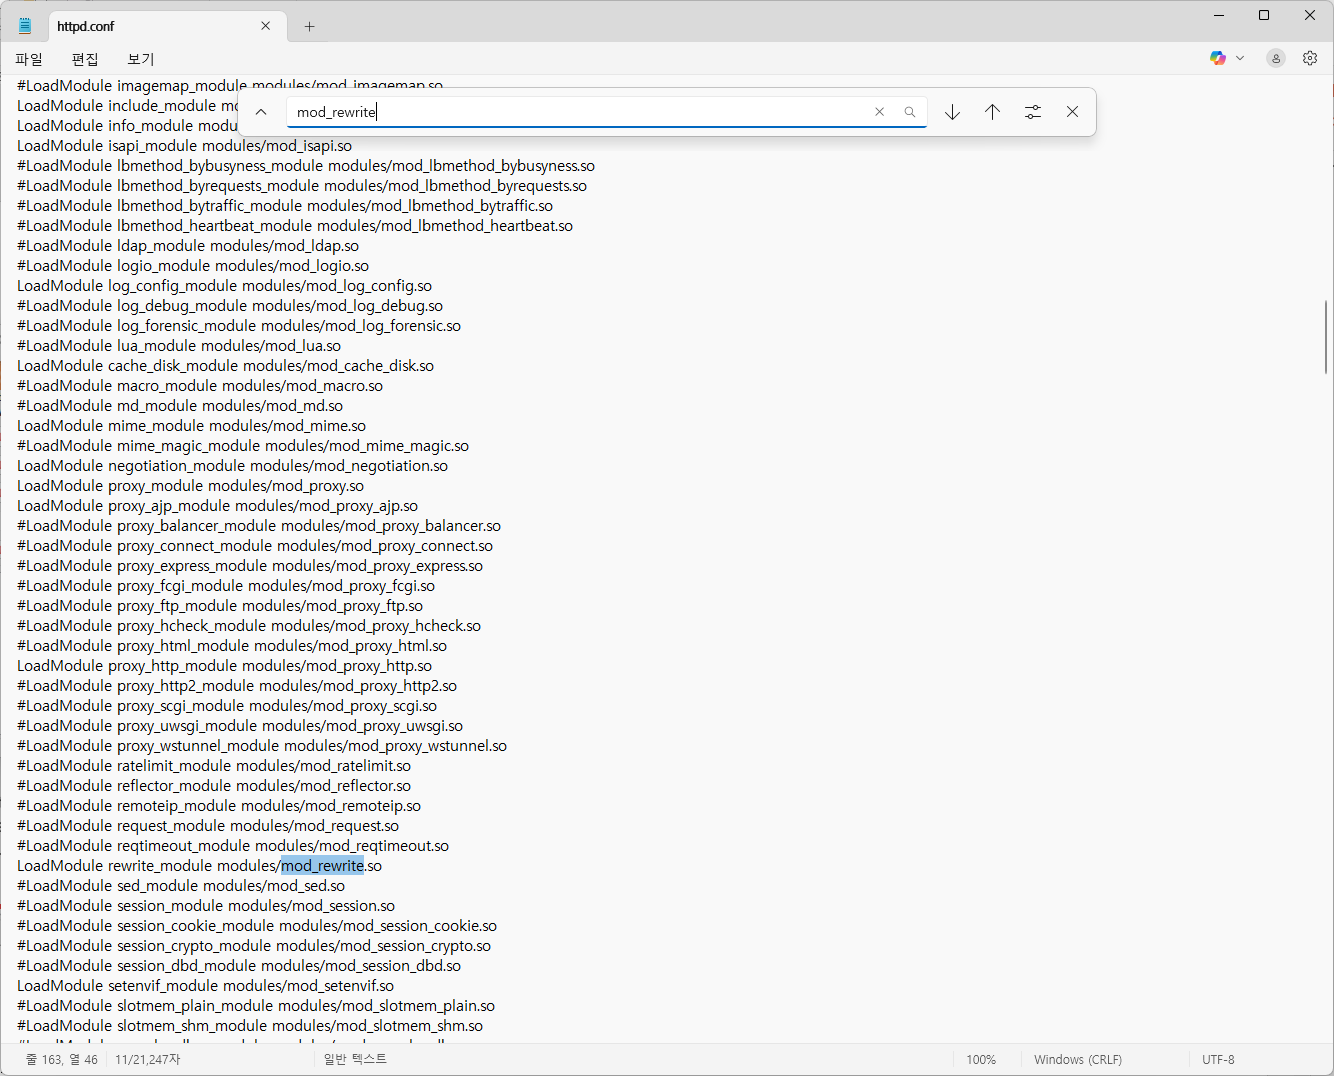 httpd.conf
파일 편집 보기
#LoadModule imagemap_module modules/mod_imagemap.so
mod_rewrite
LoadModule include_module
LoadModule info_module
LoadModule isapi_module modules/mod_isapi.so
#LoadModule lbmethod_bybusyness_module modules/mod_lbmethod_bybusyness.so
#LoadModule lbmethod_byrequests_module modules/mod_lbmethod_byrequests.so
#LoadModule lbmethod_bytraffic_module modules/mod_lbmethod_bytraffic.so
#LoadModule lbmethod_heartbeat_module modules/mod_lbmethod_heartbeat.so
#LoadModule ldap_module modules/mod_ldap.so
#LoadModule logio_module modules/mod_logio.so
LoadModule log_config_module modules/mod_log_config.so
#LoadModule log_debug_module modules/mod_log_debug.so
#LoadModule log_forensic_module modules/mod_log_forensic.so
#LoadModule lua_module modules/mod_lua.so
LoadModule cache_disk_module modules/mod_cache_disk.so
#LoadModule macro_module modules/mod_macro.so
#LoadModule md_module modules/mod_md.so
LoadModule mime_module modules/mod_mime.so
#LoadModule mime_magic_module modules/mod_mime_magic.so
LoadModule negotiation_module modules/mod_negotiation.so
LoadModule proxy_module modules/mod_proxy.so
LoadModule proxy_ajp_module modules/mod_proxy_ajp.so
#LoadModule proxy_balancer_module modules/mod_proxy_balancer.so
#LoadModule proxy_connect_module modules/mod_proxy_connect.so
#LoadModule proxy_express_module modules/mod_proxy_express.so
#LoadModule proxy_fcgi_module modules/mod_proxy_fcgi.so
#LoadModule proxy_ftp_module modules/mod_proxy_ftp.so
#LoadModule proxy_hcheck_module modules/mod_proxy_hcheck.so
#LoadModule proxy_html_module modules/mod_proxy_html.so
LoadModule proxy_http_module modules/mod_proxy_http.so
#LoadModule proxy_http2_module modules/mod_proxy_http2.so
#LoadModule proxy_scgi_module modules/mod_proxy_scgi.so
#LoadModule proxy_uwsgi_module modules/mod_proxy_uwsgi.so
#LoadModule proxy_wstunnel_module modules/mod_proxy_wstunnel.so
#LoadModule ratelimit_module modules/mod_ratelimit.so
#LoadModule reflector_module modules/mod_reflector.so
#LoadModule remoteip_module modules/mod_remoteip.so
#LoadModule request_module modules/mod_request.so
#LoadModule reqtimeout_module modules/mod_reqtimeout.so
LoadModule rewrite_module modules/mod_rewrite.so
#LoadModule sed_module modules/mod_sed.so
#LoadModule session_module modules/mod_session.so
#LoadModule session_cookie_module modules/mod_session_cookie.so
#LoadModule session_crypto_module modules/mod_session_crypto.so
#LoadModule session_dbd_module modules/mod_session_dbd.so
LoadModule setenvif_module modules/mod_setenvif.so
#LoadModule slotmem_plain_module modules/mod_slotmem_plain.so
#LoadModule slotmem_shm_module modules/mod_slotmem_shm.so
줄 163, 열 46 11/21,247자 일반 텍스트 100% Windows (CRLF) UTF-8